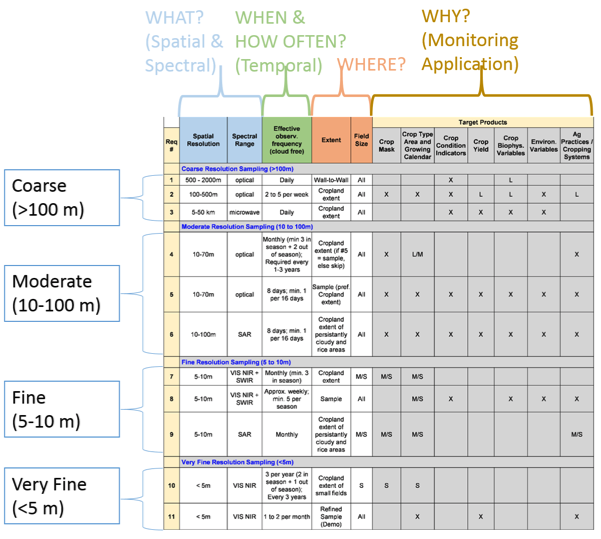 WHAT?
(Spatial &
Spectral)
WHEN &
HOW OFTEN?
(Temporal)
WHERE?
WHY?
(Monitoring
Application)
Target Products
Req # Spatial Resolution Spectral Range Effective observ. frequency (cloud free) Extent Field Size Crop Mask Crop Type Area and Growing Calendar Crop Condition Indicators Crop Yield Crop Biophys. Variables Environ. Variables Ag Practices / Cropping Systems
Coarse
(>100 m)
Coarse Resolution Sampling (>100m)
1 500 - 2000m optical Daily Wall-to-Wall All X L
2 100-500m optical 2 to 5 per week Cropland extent All X X X L L X L
3 5-50 km microwave Daily Cropland extent All X X X X
Moderate
(10-100 m)
Moderate Resolution Sampling (10 to 100m)
4 10-70m optical Monthly (min 3 in season + 2 out of season); Required every 1-3 years Cropland extent (if #5 = sample, else skip) All X L/M X
5 10-70m optical 8 days; min. 1 per 16 days Sample (pref. Cropland extent) All X X X X X X X
6 10-100m SAR 8 days; min. 1 per 16 days Cropland extent of persistantly cloudy and rice areas All X X X X X X X
Fine
(5-10 m)
Fine Resolution Sampling (5 to 10m)
7 5-10m VIS NIR + SWIR Monthly (min. 3 in season) Cropland extent M/S M/S M/S
8 5-10m VIS NIR + SWIR Approx. weekly; min. 5 per season Sample All M/S X X X X
9 5-10m SAR Monthly Cropland extent of persistantly cloudy and rice areas M/S M/S M/S M/S
Very Fine
(<5 m)
Very Fine Resolution Sampling (<5m)
10 < 5m VIS NIR 3 per year (2 in season + 1 out of season); Every 3 years Cropland extent of small fields S S S
11 < 5m VIS NIR 1 to 2 per month Refined Sample (Demo) All X X X